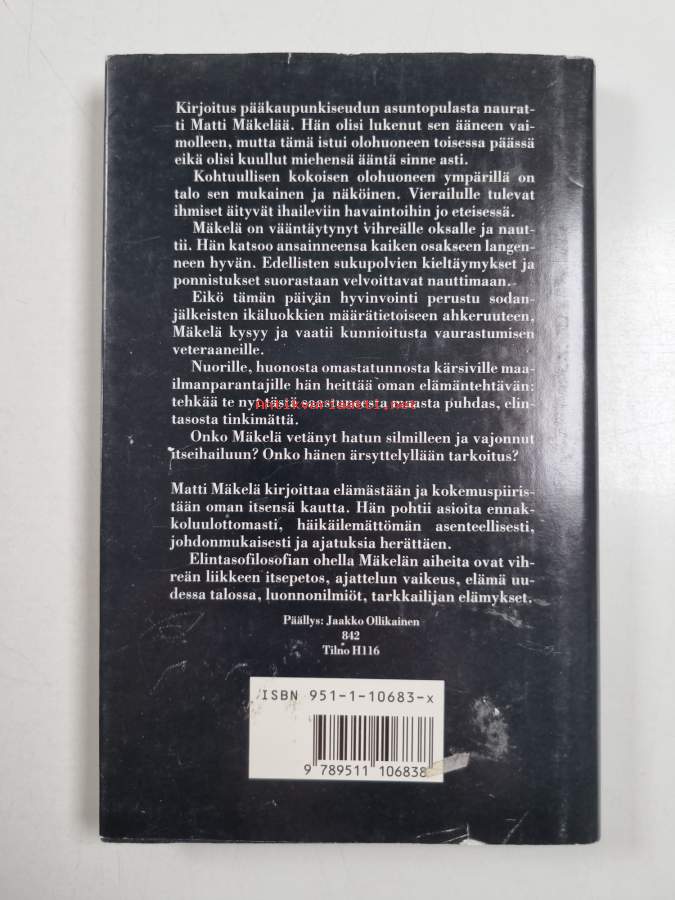 Kirjoitus pääkaupunkiseudun asuntopulasta naurat-
ti Matti Mäkelää. Hän olisi lukenut sen ääneen vai-
molleen, mutta tämä istui olohuoneen toisessa päässä
eikä olisi kuullut miehensä ääntä sinne asti.
Kohtuullisen kokoisen olohuoneen ympärillä on
talo sen mukainen ja näköinen. Vierailulle tulevat
ihmiset äityvät ihaileviin havaintoihin jo eteisessä.
Mäkelä on vääntäytynyt vihreälle oksalle ja naut-
tii. Hän katsoo ansainneensa kaiken osakseen langen-
neen hyvän. Edellisten sukupolvien kieltäymykset ja
ponnistukset suorastaan velvoittavat nauttimaan.
Eikö tämän päivän hyvinvointi perustu sodan-
jälkeisten ikäluokkien määrätietoiseen ahkeruuteen,
Mäkelä kysyy ja vaatii kunnioitusta vaurastumisen
veteraaneille.
Nuorille, huonosta omastatunnosta kärsiville maa-
ilmanparantajille hän heittää oman elämäntehtävän:
tehkää te nyt tästä saastuneesta maasta puhdas, elin-
tasosta tinkimättä.
Onko Mäkelä vetänyt hatun silmilleen ja vajonnut
itseihailuun? Onko hänen ärsyttelyllään tarkoitus?
Matti Mäkelä kirjoittaa elämästään ja kokemuspiiris-
tään oman itsensä kautta. Hän pohtii asioita ennak-
koluulottomasti, häikäilemättömän asenteellisesti,
johdonmukaisesti ja ajatuksia herättäen.
Elintasofilosofian ohella Mäkelän aiheita ovat vih-
reän liikkeen itsepetos, ajattelun vaikeus, elämä uu-
dessa talossa, luonnonilmiöt, tarkkailijan elämykset.
Päällys: Jaakko Ollikainen
842
Tilno H116
ISBN 951-1-10683-x
9 789511 106838